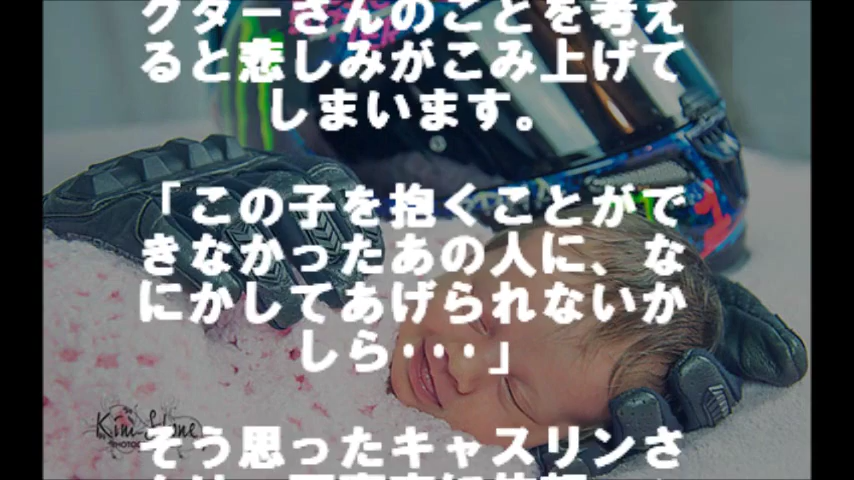 クターさんのことを考え
ると悲しみがこみ上げて
しまいます。
「この子を抱くことがで
きなかったあの人に、な
にかしてあげられないか
しら・・・」
そう思ったキャスリンさ
Kim Stone